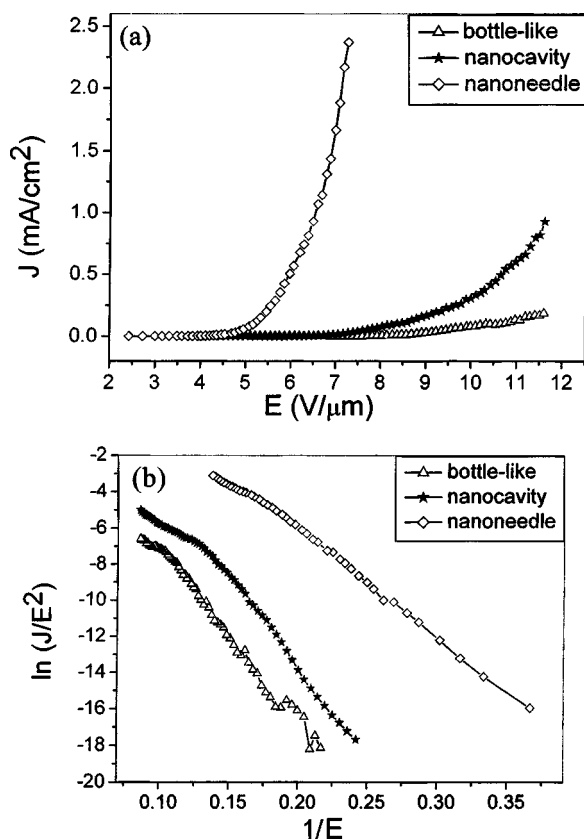 (a)
bottle-like
nanocavity
nanoneedle
2.5
2.0
1.5
1.0
0.5
0.0
J (mA/cm²)
2 3 4 5 6 7 8 9 10 11 12
E (V/μm)
(b)
bottle-like
nanocavity
nanoneedle
-2
-4
-6
-8
-10
-12
-14
-16
-18
-20
ln (J/E²)
0.10 0.15 0.20 0.25 0.30 0.35
1/E